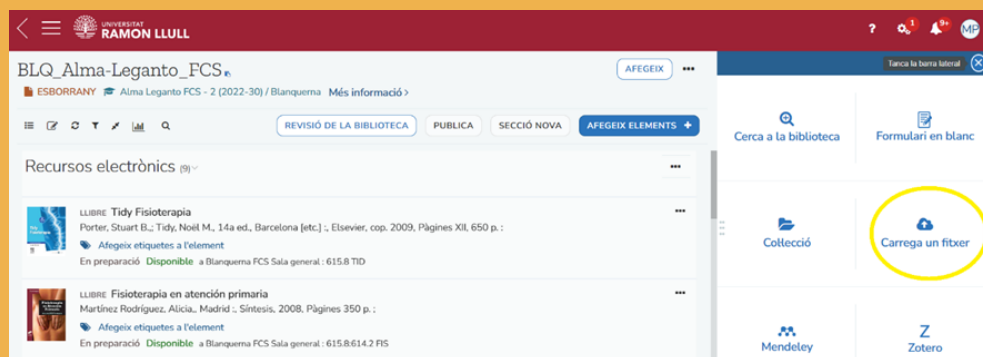 UNIVERSITAT
RAMON LLULL
? 1 9+ MP
BLQ_Alma-Leganto_FCS
AFEGEIX
Tanca la barra lateral
ESBORRANY Alma Leganto FCS - 2 (2022-30) / Blanquerna Més informació >
REVISIÓ DE LA BIBLIOTECA PUBLICA SECCIÓ NOVA AFEGEIX ELEMENTS +
Cerca a la biblioteca
Formulari en blanc
Recursos electrònics (9)
LLIBRE Tidy Fisioterapia
Porter, Stuart B.,; Tidy, Noël M., 14a ed., Barcelona [etc.] :, Elsevier, cop. 2009, Pàgines XII, 650 p. :
Afegeix etiquetes a l'element
En preparació Disponible a Blanquerna FCS Sala general : 615.8 TID
Col·lecció
Carrega un fitxer
LLIBRE Fisioterapia en atención primaria
Martínez Rodríguez, Alicia,, Madrid :, Síntesis, 2008, Pàgines 350 p. ;
Afegeix etiquetes a l'element
En preparació Disponible a Blanquerna FCS Sala general : 615.8:614.2 FIS
Mendeley
Z
Zotero